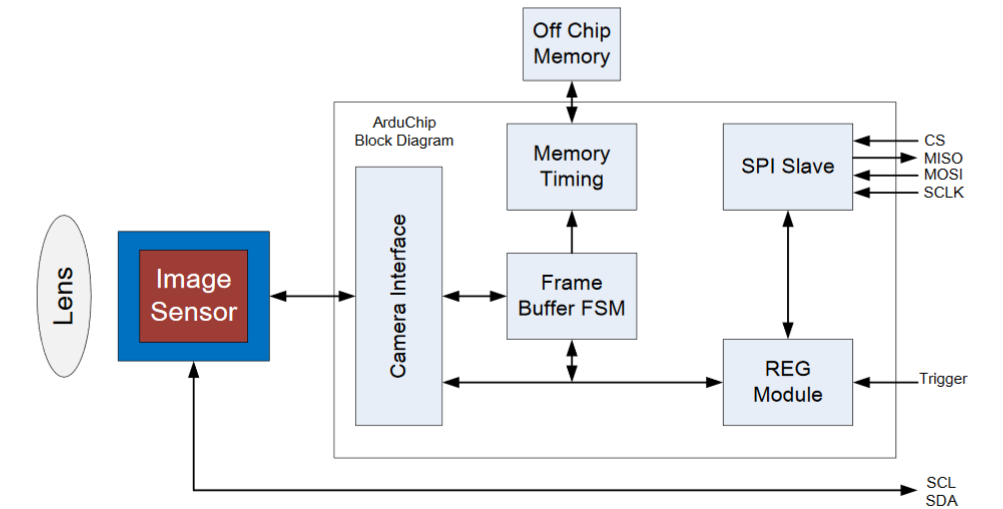 Off Chip
Memory
ArduChip
Block Diagram
Memory
Timing
SPI Slave
CS
MISO
MOSI
SCLK
Lens
Image
Sensor
Camera Interface
Frame
Buffer FSM
REG
Module
Trigger
SCL
SDA